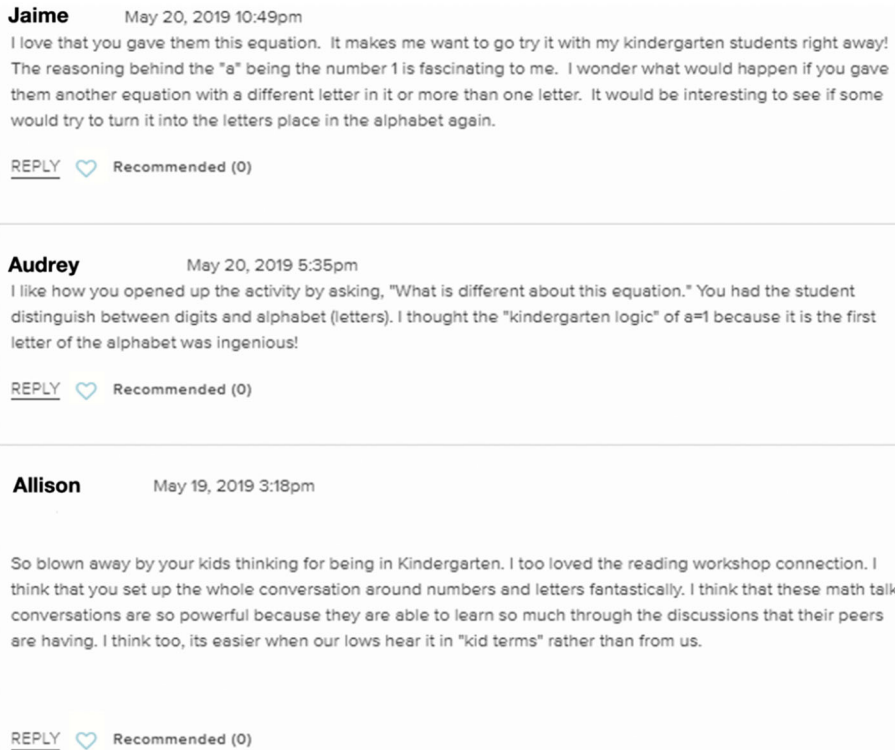 Jaime May 20, 2019 10:49pm
I love that you gave them this equation. It makes me want to go try it with my kindergarten students right away!
The reasoning behind the "a" being the number 1 is fascinating to me. I wonder what would happen if you gave
them another equation with a different letter in it or more than one letter. It would be interesting to see if some
would try to turn it into the letters place in the alphabet again.
REPLY Recommended (0)
Audrey May 20, 2019 5:35pm
I like how you opened up the activity by asking, "What is different about this equation." You had the student
distinguish between digits and alphabet (letters). I thought the "kindergarten logic" of a=1 because it is the first
letter of the alphabet was ingenious!
REPLY Recommended (0)
Allison May 19, 2019 3:18pm
So blown away by your kids thinking for being in Kindergarten. I too loved the reading workshop connection. I
think that you set up the whole conversation around numbers and letters fantastically. I think that these math talk
conversations are so powerful because they are able to learn so much through the discussions that their peers
are having. I think too, its easier when our lows hear it in "kid terms" rather than from us.
REPLY Recommended (0)